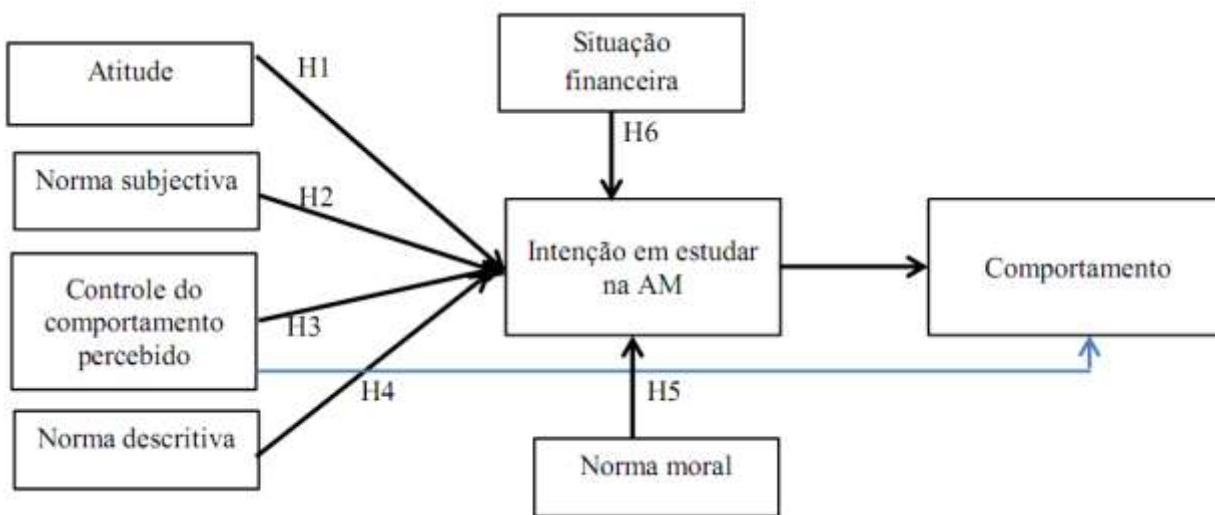 Atitude
H1
Situação
financeira
H6
Norma subjectiva
H2
Controle do
comportamento
percebido
H3
Norma descritiva
H4
Intenção em estudar
na AM
H5
Norma moral
Comportamento